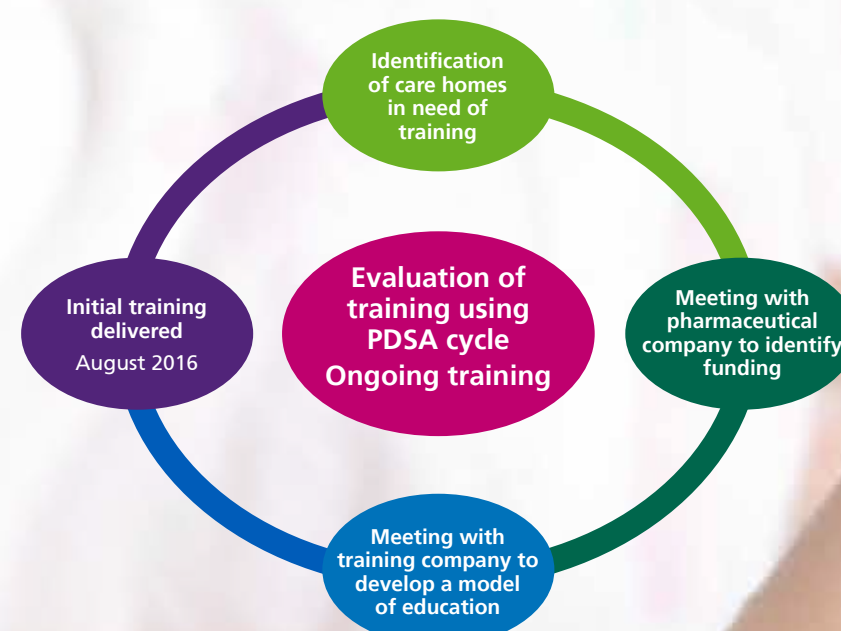 Identification
of care homes
in need of
training
Evaluation of
training using
PDSA cycle
Ongoing training
Meeting with
pharmaceutical
company to identify
funding
Initial training
delivered
August 2016
Meeting with
training company to
develop a model
of education